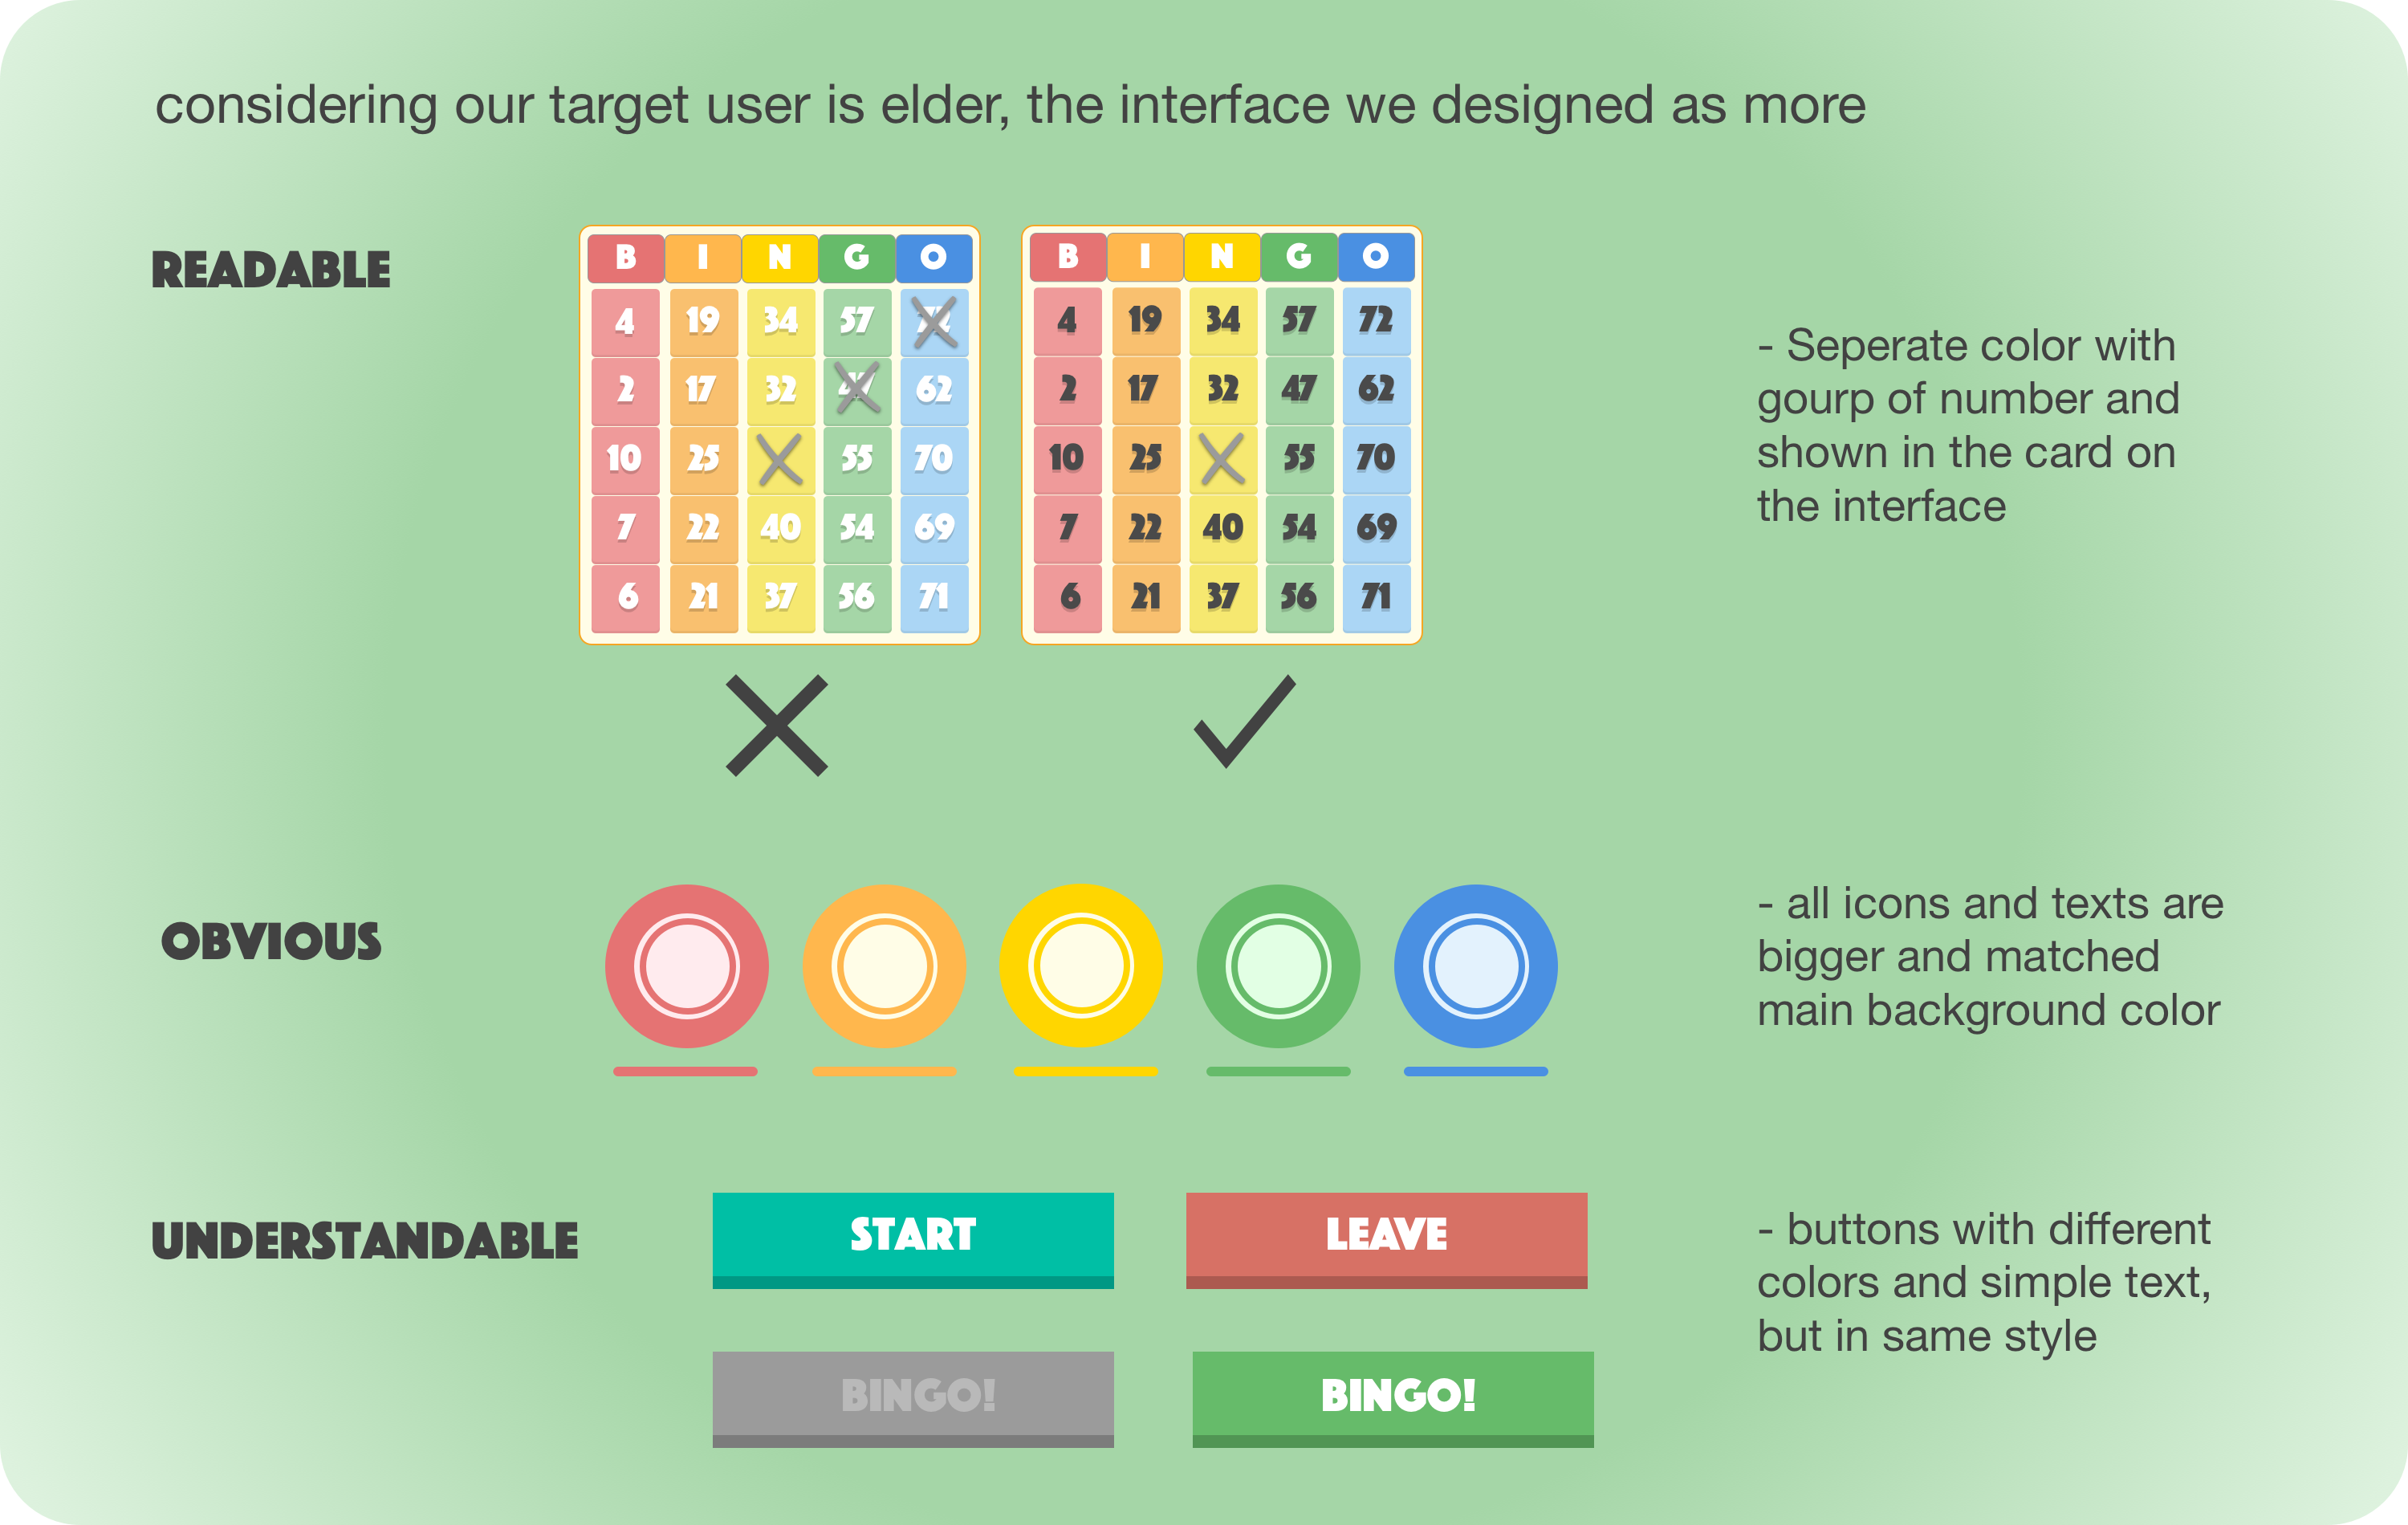 considering our target user is elder, the interface we designed as more
READABLE
B I N G O
4 19 34 57
2 17 32 62
10 25 55 70
7 22 40 54 69
6 21 37 56 71
B I N G O
4 19 34 57 72
2 17 32 47 62
10 25 55 70
7 22 40 54 69
6 21 37 56 71
- Seperate color with
gourp of number and
shown in the card on
the interface
OBVIOUS
- all icons and texts are
bigger and matched
main background color
UNDERSTANDABLE
START
LEAVE
BINGO!
BINGO!
- buttons with different
colors and simple text,
but in same style